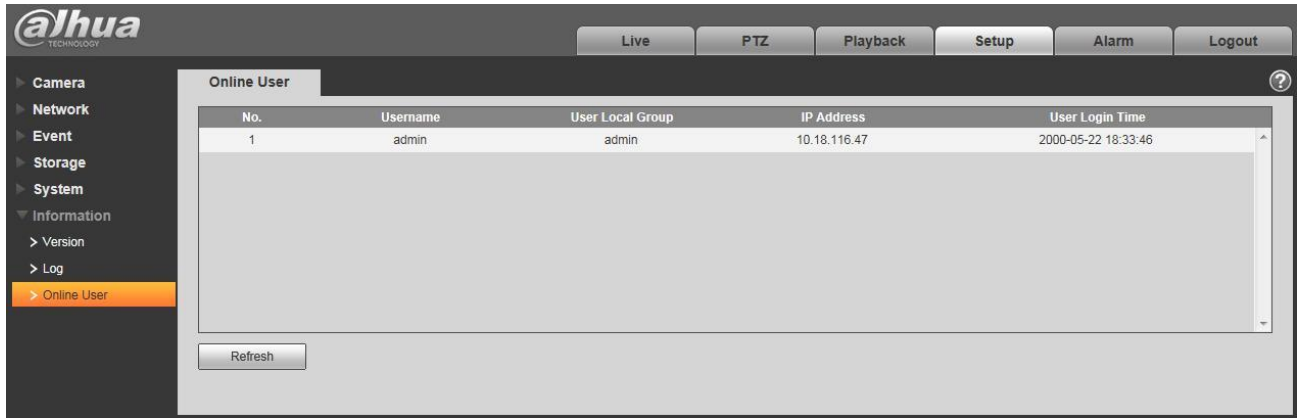 alhua
TECHNOLOGY
Live PTZ Playback Setup Alarm Logout
Camera
Network
Event
Storage
System
Information
> Version
> Log
> Online User
Online User
?
No. Username User Local Group IP Address User Login Time
1 admin admin 10.18.116.47 2000-05-22 18:33:46
Refresh